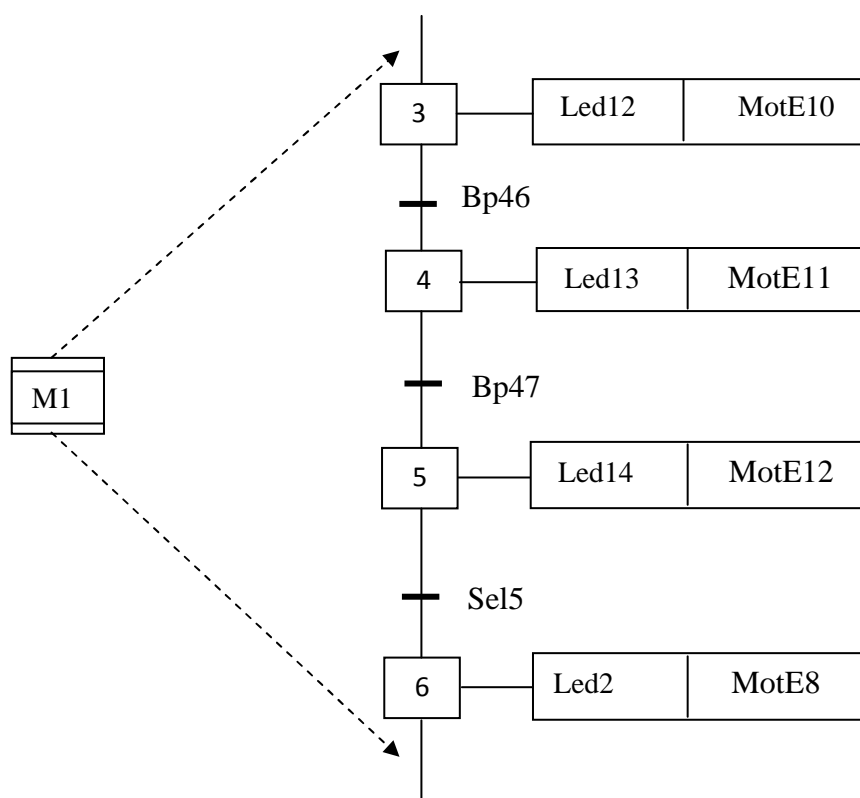 3 Led12 MotE10
Bp46
4 Led13 MotE11
M1
Bp47
5 Led14 MotE12
Sel5
6 Led2 MotE8